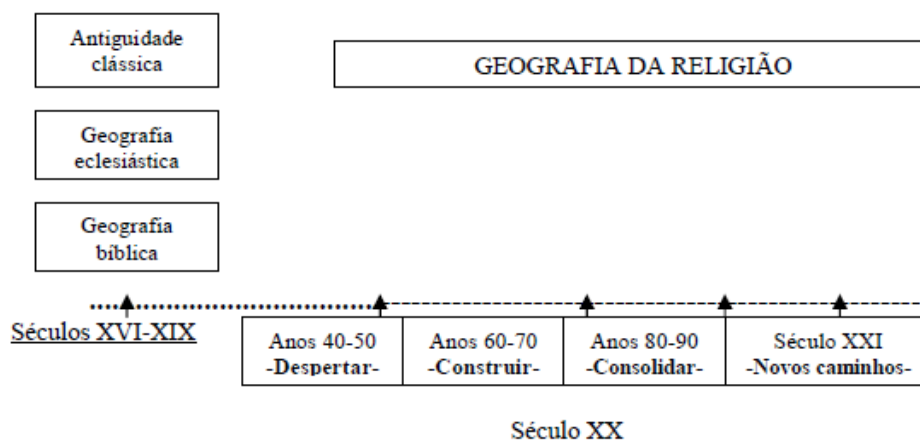 Antiguidade
clássica
GEOGRAFIA DA RELIGIÃO
Geografia
eclesiástica
Geografia
bíblica
Séculos XVI-XIX
Anos 40-50
-Despertar-
Anos 60-70
-Construir-
Anos 80-90
-Consolidar-
Século XXI
-Novos caminhos-
Século XX